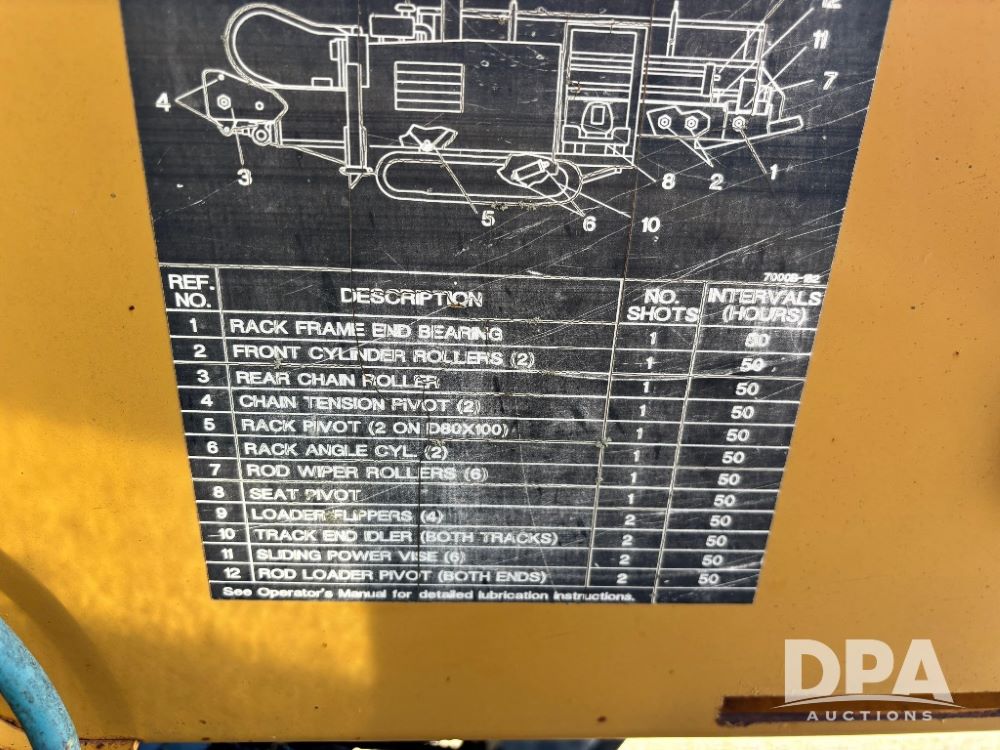 12
11
7
4
3
5
6
10
8
2
1
70009-B2
REF. NO. DESCRIPTION NO. SHOTS INTERVALS (HOURS)
1 RACK FRAME END BEARING 1 50
2 FRONT CYLINDER ROLLERS (2) 1 50
3 REAR CHAIN ROLLER 1 50
4 CHAIN TENSION PIVOT (2) 1 50
5 RACK PIVOT (2 ON D80X100) 1 50
6 RACK ANGLE CYL. (2) 1 50
7 ROD WIPER ROLLERS (6) 1 50
8 SEAT PIVOT 1 50
9 LOADER FLIPPERS (4) 2 50
10 TRACK END IDLER (BOTH TRACKS) 2 50
11 SLIDING POWER VISE (6) 2 50
12 ROD LOADER PIVOT (BOTH ENDS) 2 50
See Operator's Manual for detailed lubrication instructions.
DPA
AUCTIONS